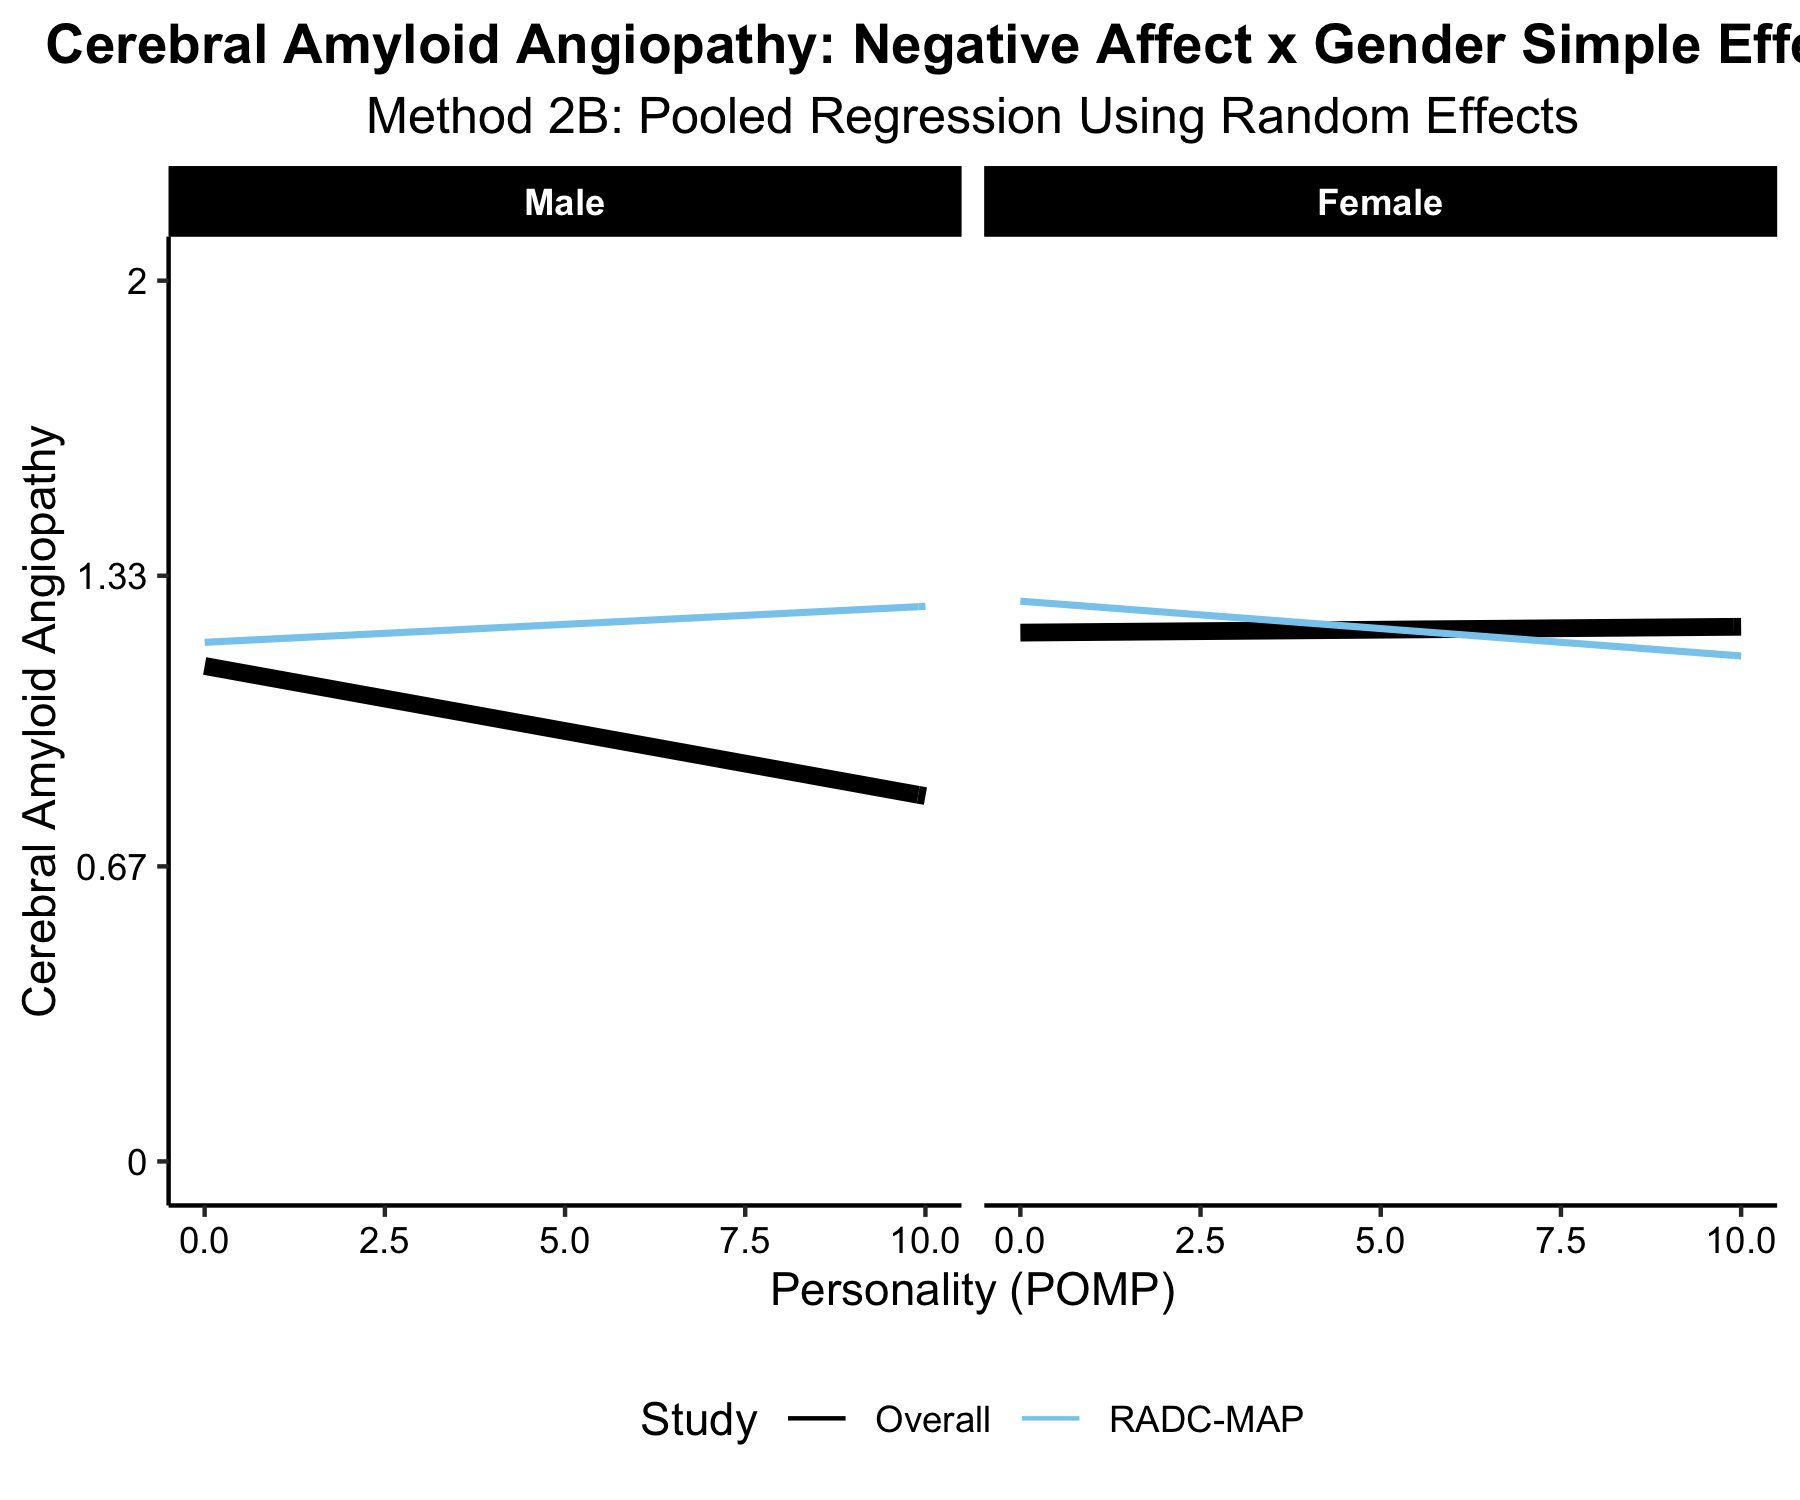 Cerebral Amyloid Angiopathy: Negative Affect x Gender Simple Effe
Method 2B: Pooled Regression Using Random Effects
Male
Female
Cerebral Amyloid Angiopathy
2
1.33
0.67
0
0.0 2.5 5.0 7.5 10.0 0.0 2.5 5.0 7.5 10.0
Personality (POMP)
Study Overall RADC-MAP